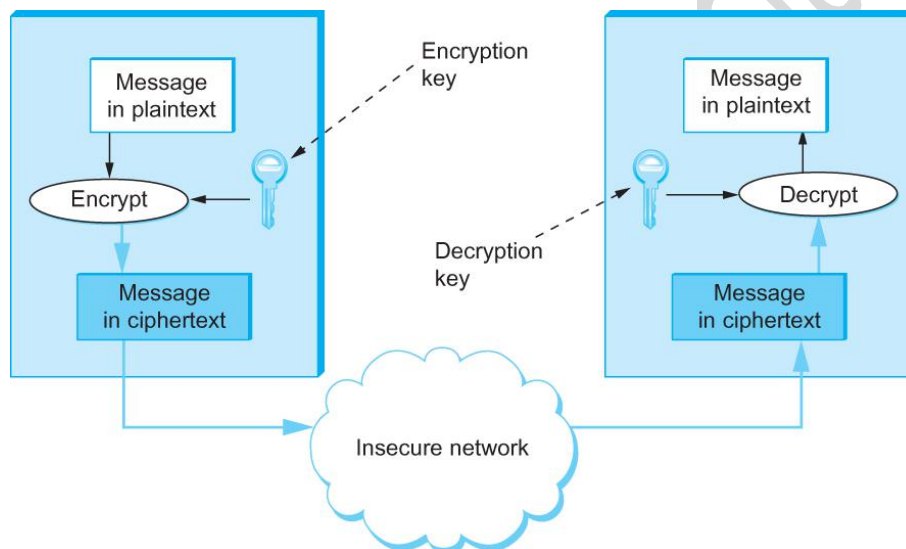 Message
in plaintext
Encrypt
Message
in ciphertext
Encryption
key
Decryption
key
Insecure network
Message
in plaintext
Decrypt
Message
in ciphertext